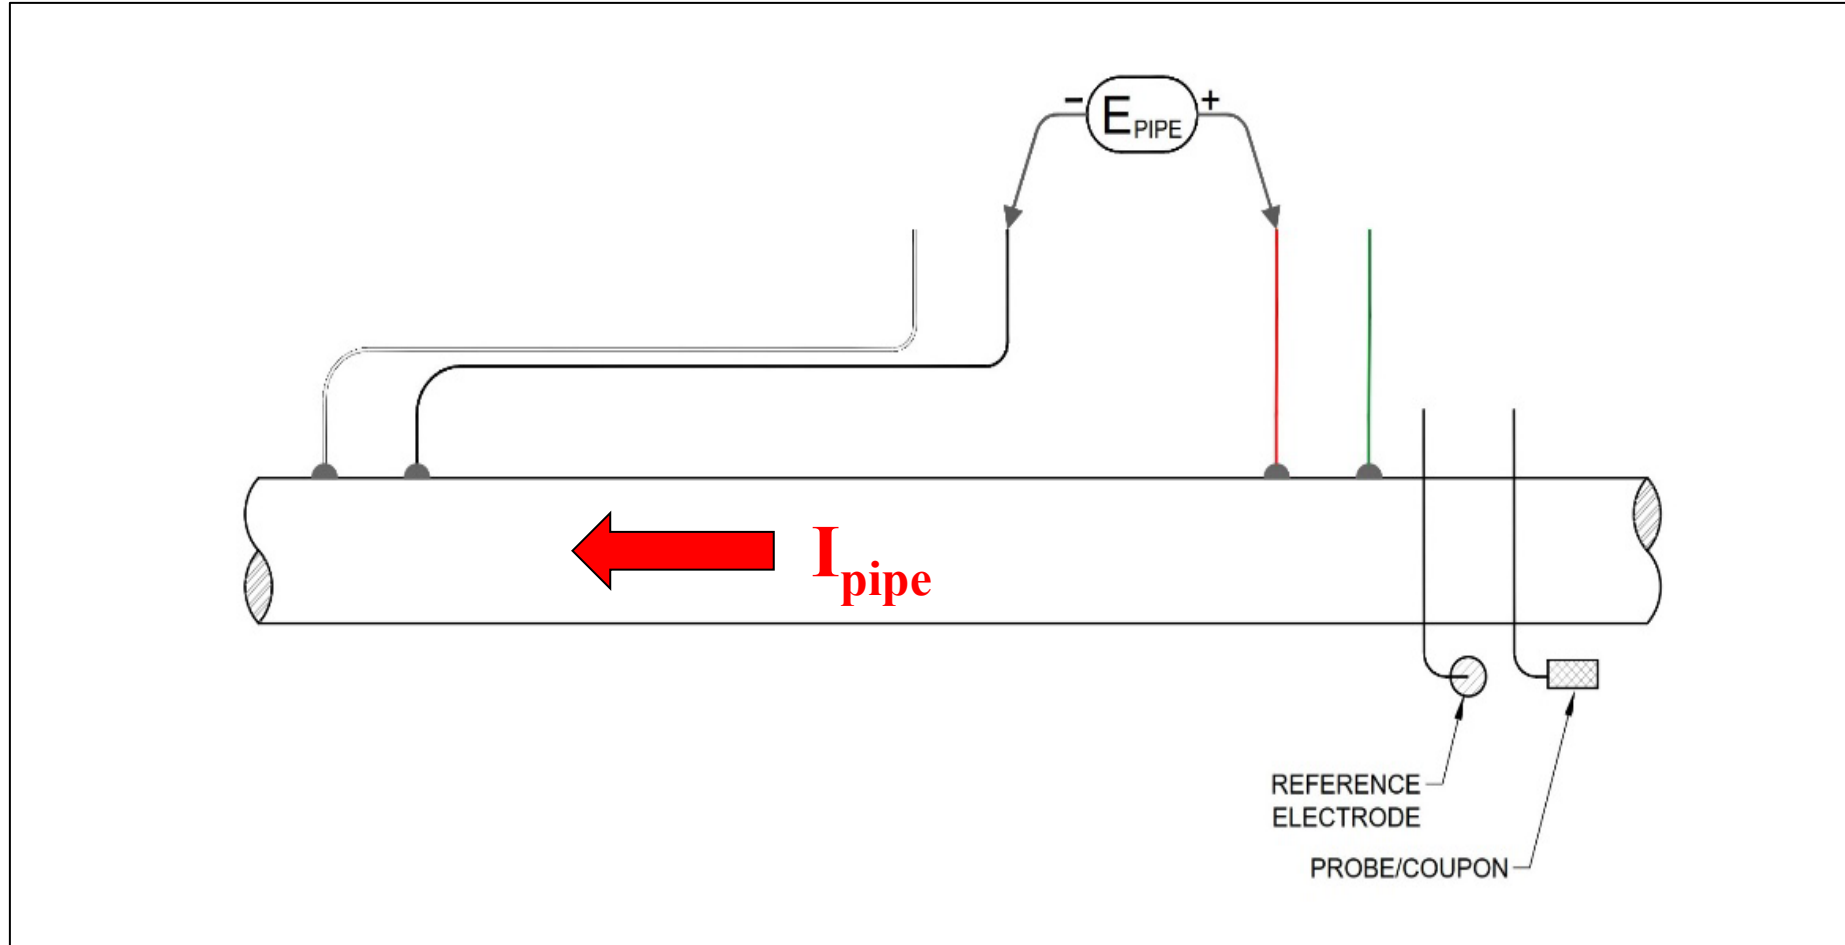 - E PIPE +
I pipe
REFERENCE
ELECTRODE
PROBE/COUPON